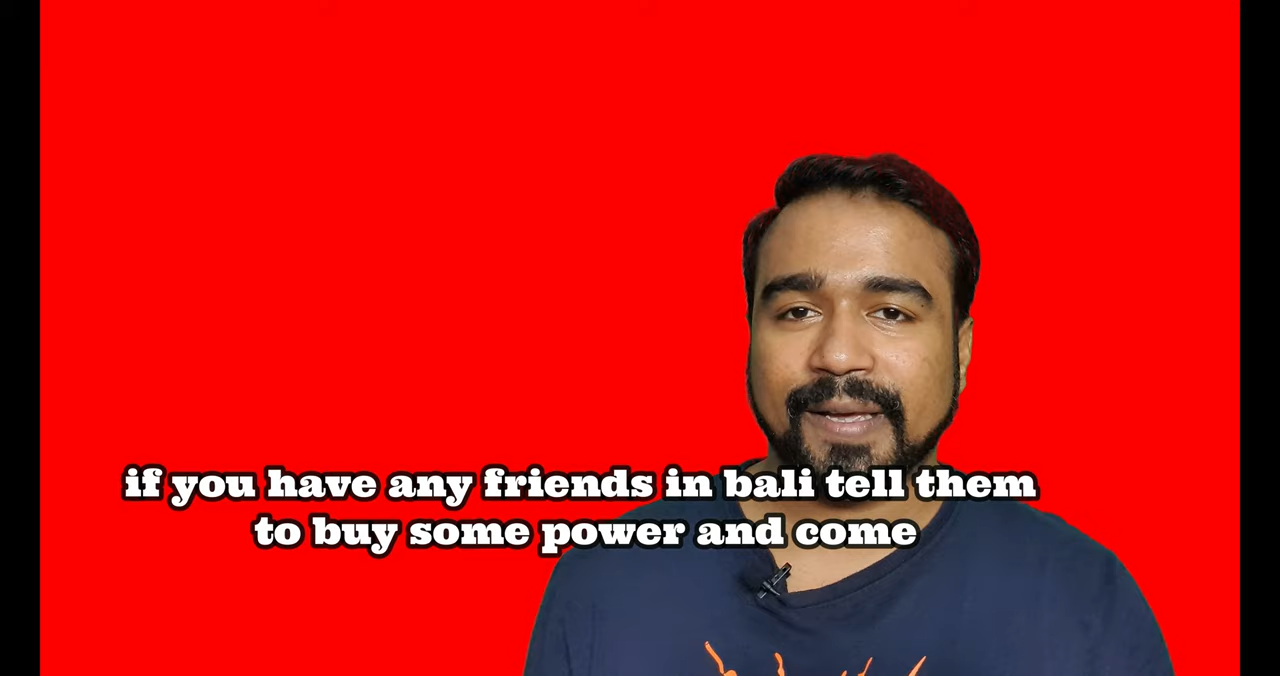 if you have any friends in bali tell them
to buy some power and come